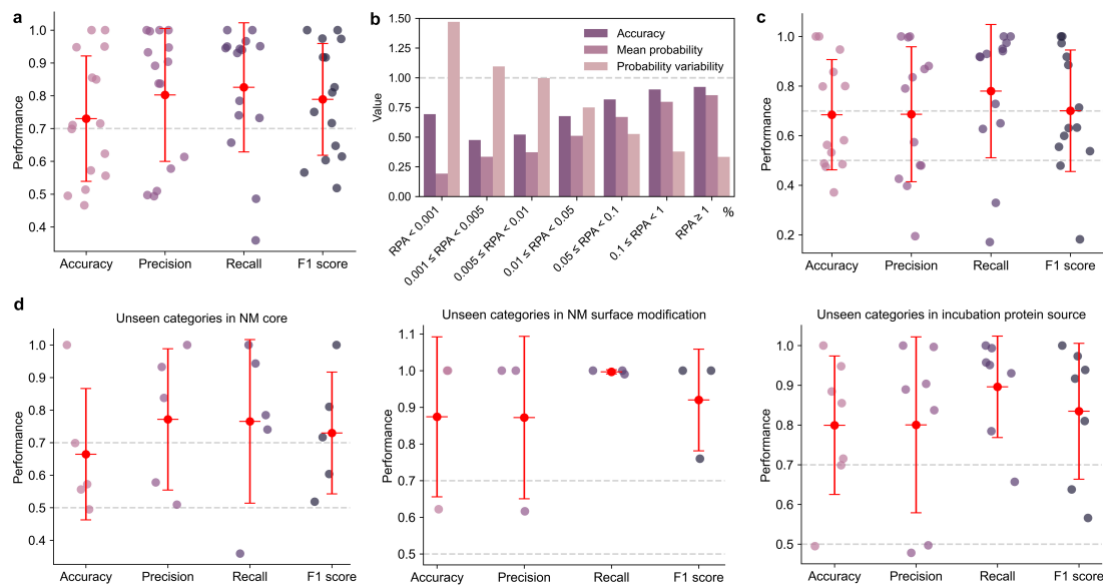 a
Performance
1.0
0.9
0.8
0.7
0.6
0.5
0.4
Accuracy Precision Recall F1 score
b
Value
1.50
1.25
1.00
0.75
0.50
0.25
0.00
Accuracy
Mean probability
Probability variability
RPA < 0.001
0.001 ≤ RPA < 0.005
0.005 ≤ RPA < 0.01
0.01 ≤ RPA < 0.05
0.05 ≤ RPA < 0.1
0.1 ≤ RPA < 1
RPA ≥ 1
%
c
Performance
1.0
0.8
0.6
0.4
0.2
Accuracy Precision Recall F1 score
d
Unseen categories in NM core
Performance
1.0
0.9
0.8
0.7
0.6
0.5
0.4
Accuracy Precision Recall F1 score
Unseen categories in NM surface modification
Performance
1.1
1.0
0.9
0.8
0.7
0.6
0.5
Accuracy Precision Recall F1 score
Unseen categories in incubation protein source
Performance
1.0
0.9
0.8
0.7
0.6
0.5
Accuracy Precision Recall F1 score